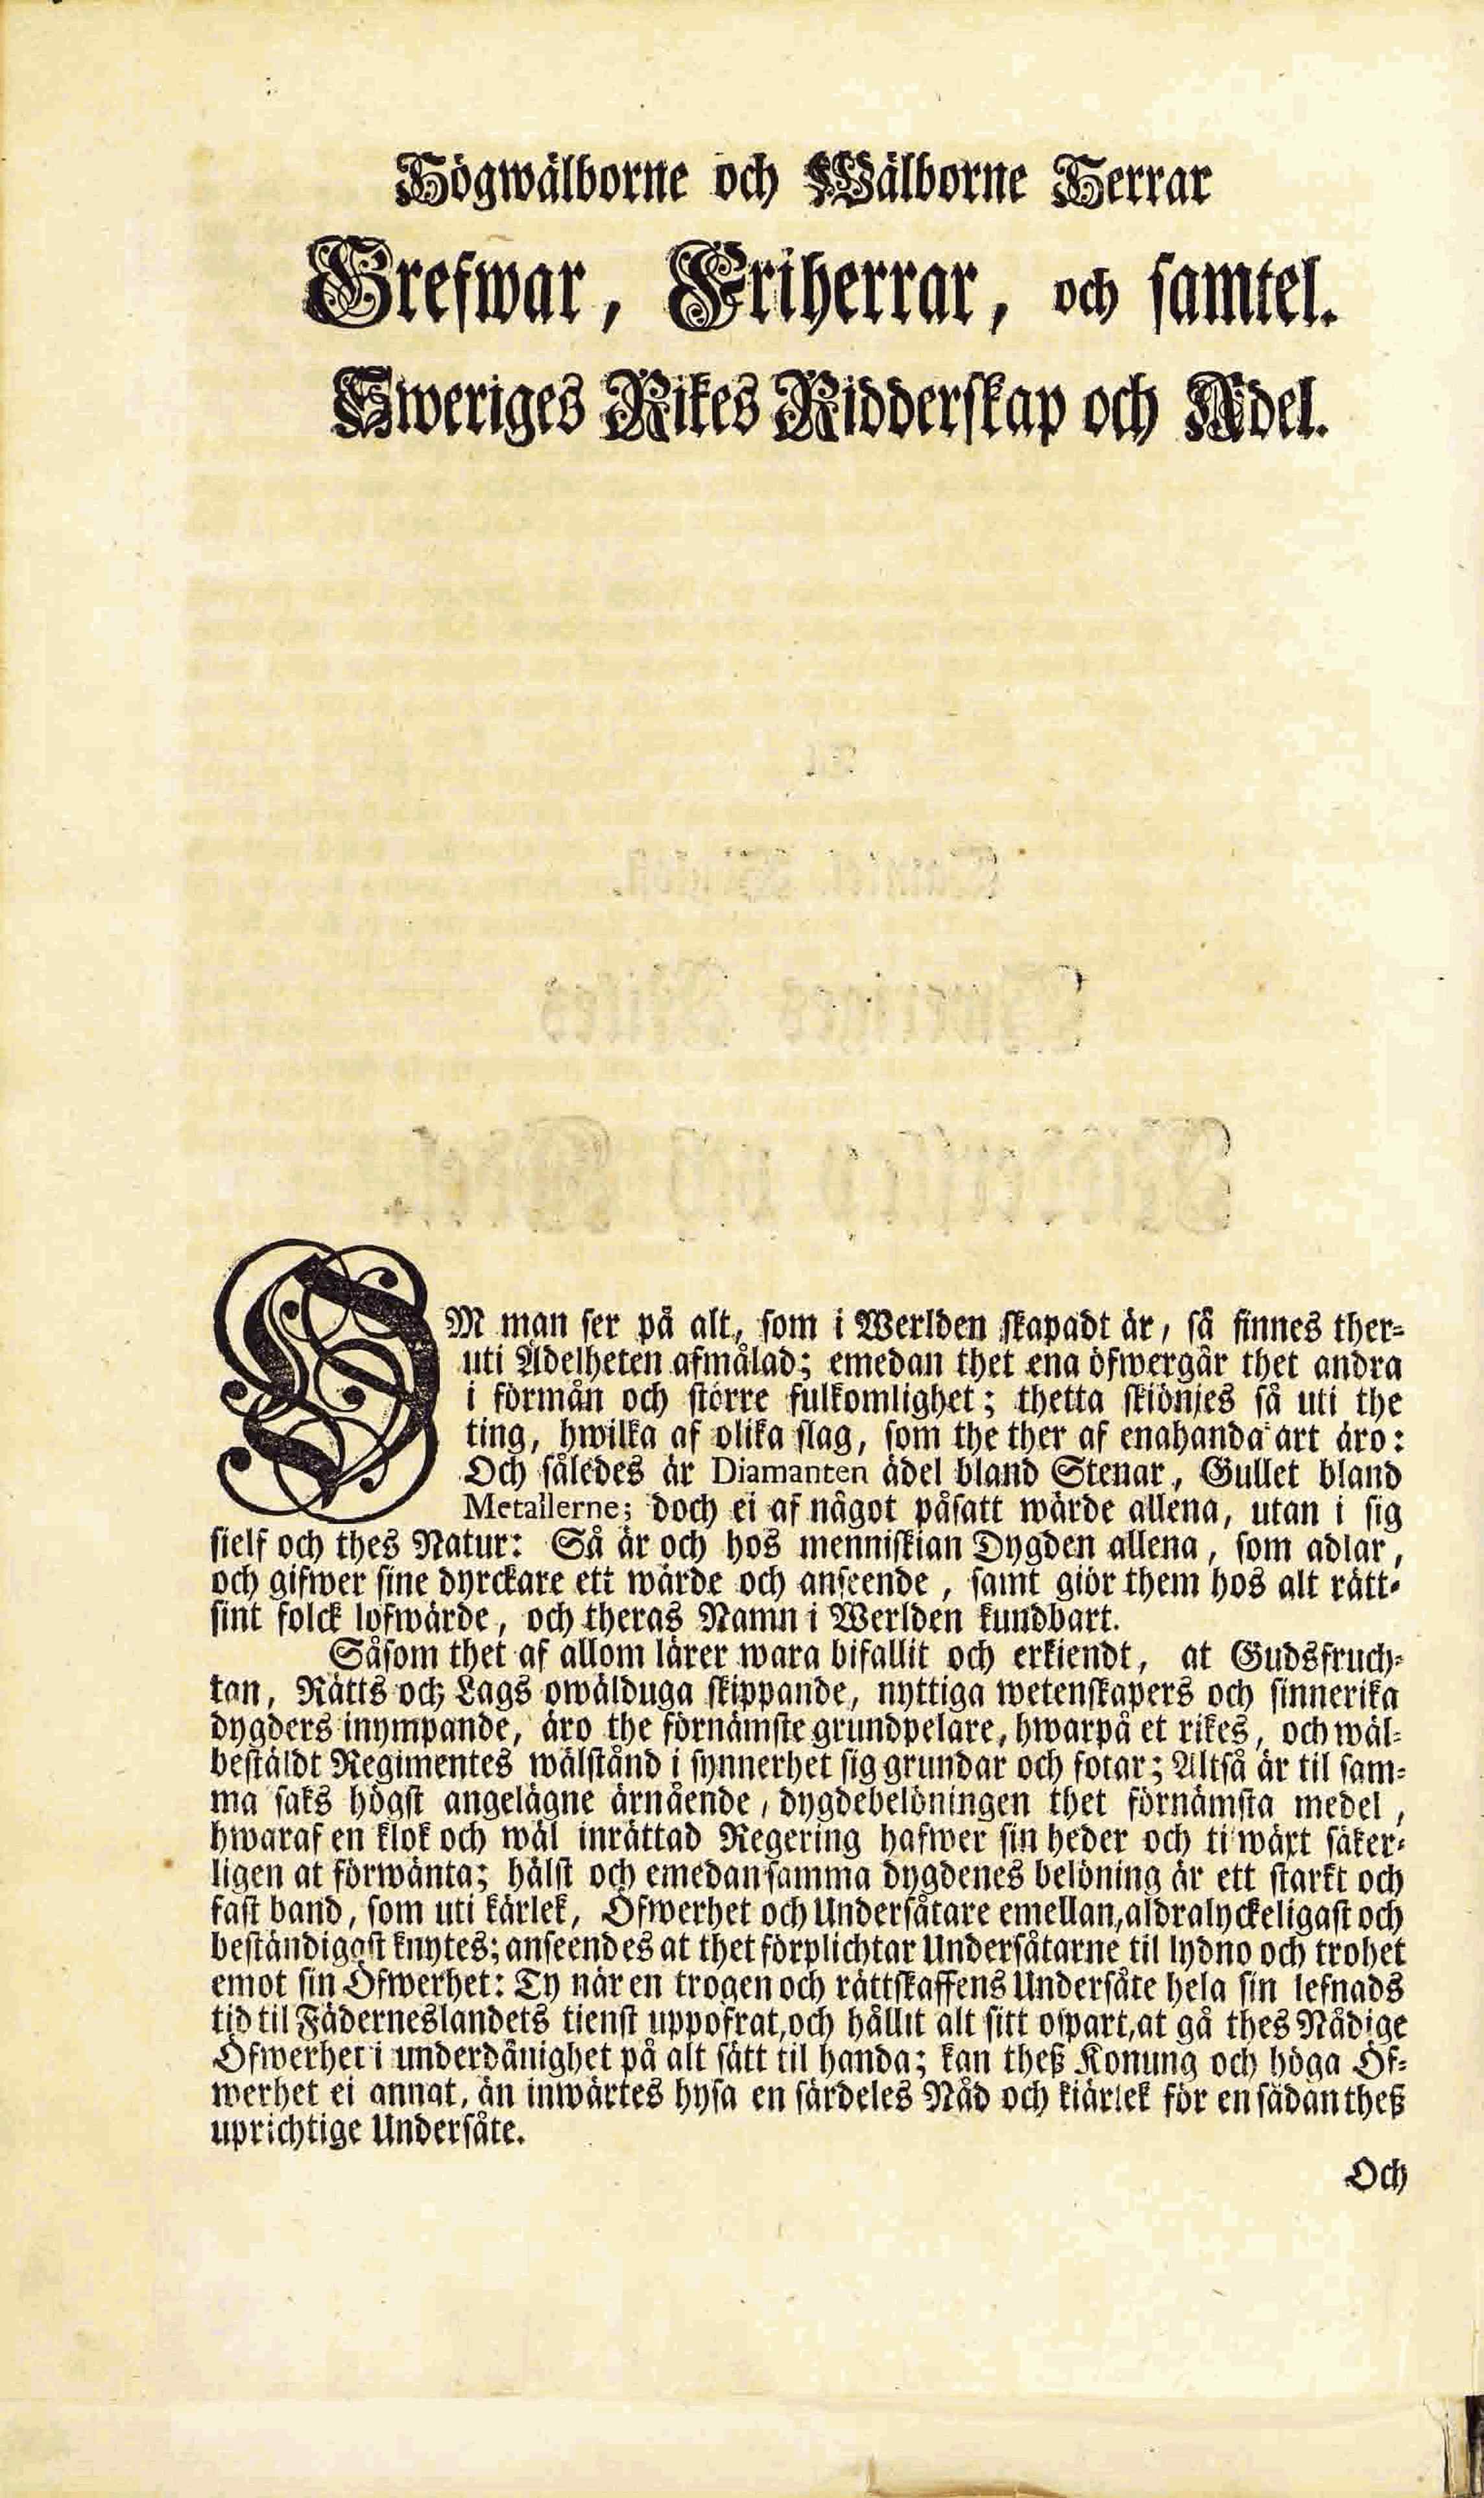 Högwälborne och Wälborne Herrar
Grefwar, Friherrar, och samtel.
Sweriges Rikes Ridderskap och Adel.
OM man ser på alt, som i Werlden skapadt är, så finnes ther=
uti Adelheten afmålad; emedan thet ena öfwergår thet andra
i förmån och större fulkomlighet; thetta skiönjes så uti the
ting, hwilka af olika slag, som the ther af enahanda art äro:
Och således är Diamanten ädel bland Stenar, Gullet bland
Metallerne; doch ei af något påsatt wärde allena, utan i sig
sielf och thes Natur: Så är och hos menniskian Dygden allena, som adlar,
och gifwer sine dyrckare ett wärde och anseende, samt giör them hos alt rätt=
sint folck lofwärde, och theras Namn i Werlden kundbart.
Såsom thet af allom lärer wara bifallit och erkiendt, at Gudsfruch=
tan, Rätts och Lags owälduga skippande, nyttiga wetenskapers och sinnerika
dygders inympande, äro the förnämste grundpelare, hwarpå et rikes, och wäl=
bestäldt Regimentes wälstånd i synnerhet sig grundar och fotar; Altså är til sam=
ma saks högst angelägne ärnående, dygdebelöningen thet förnämsta medel,
hwaraf en klok och wäl inrättad Regering hafwer sin heder och tilwäxt säker=
ligen at förwänta; hälst och emedan samma dygdenes belöning är ett starkt och
fast band, som uti kärlek, Öfwerhet och Undersåtare emellan, aldralyckeligast och
beständigast knytes; anseendes at thet förplichtar Undersåtarne til lydno och trohet
emot sin Öfwerhet: Ty när en trogen och rättskaffens Undersåte hela sin lefnads
tid til Fäderneslandets tienst uppofrat, och hållit alt sitt ospart, at gå thes Nådige
Öfwerhet i underdånighet på alt sätt til handa; kan theß Konung och höga Öf=
werhet ei annat, än inwärtes hysa en särdeles Nåd och kiärlek för en sådan theß
uprichtige Undersåte.
Och